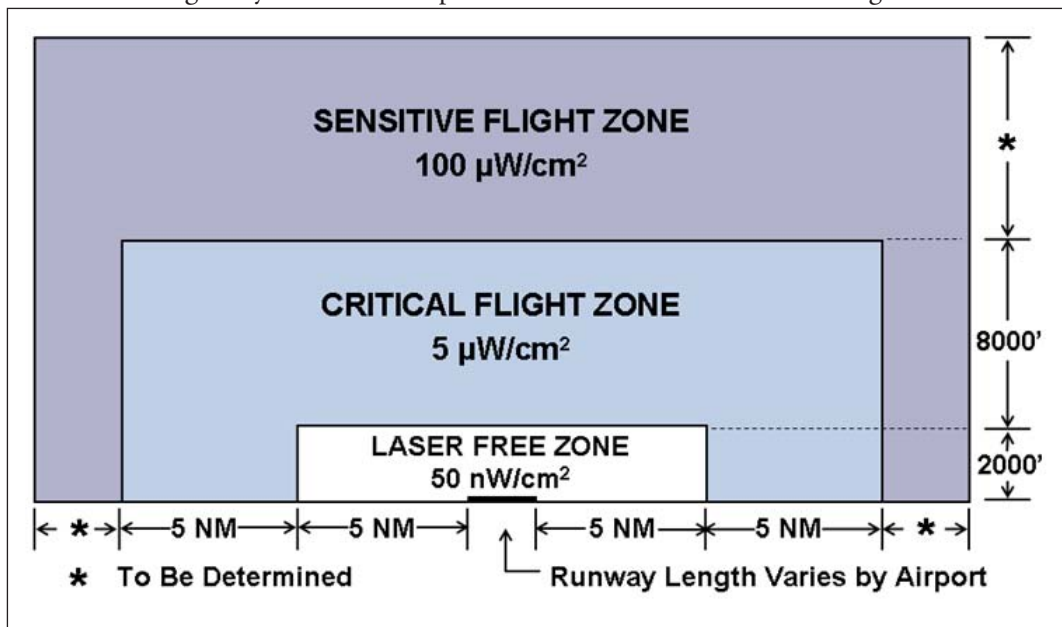 SENSITIVE FLIGHT ZONE
100 µW/cm²
*
CRITICAL FLIGHT ZONE
5 µW/cm²
8000’
LASER FREE ZONE
50 nW/cm²
2000’
* 5 NM 5 NM 5 NM 5 NM *
* To Be Determined Runway Length Varies by Airport